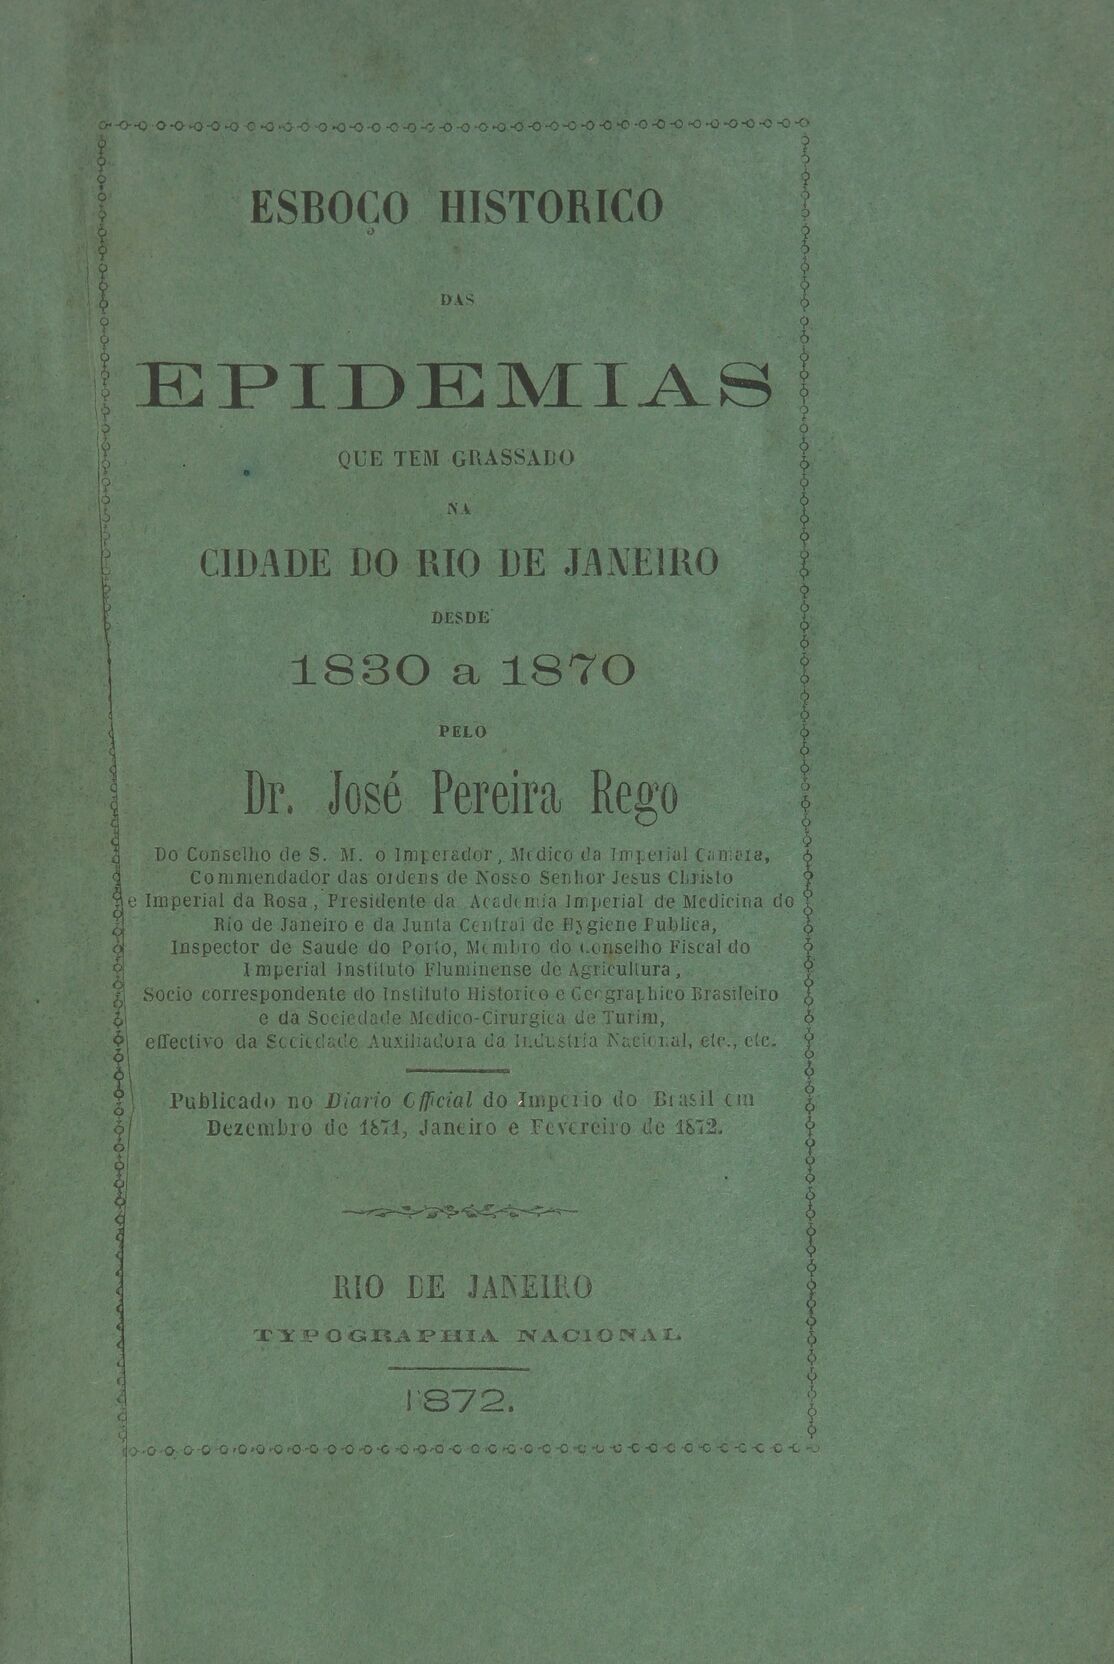 ESBOÇO HISTORICO
DAS
EPIDEMIAS
QUE TEM GRASSADO
NA
CIDADE DO RIO DE JANEIRO
DESDE
1830 a 1870
PELO
Dr. José Pereira Rego
Do Conselho de S. M. o Imperador, Medico da Imperial Camara,
Commendador das ordens de Nosso Senhor Jesus Christo
e Imperial da Rosa, Presidente da Academia Imperial de Medicina do
Rio de Janeiro e da Junta Central de Hygiene Publica,
Inspector de Saude do Porto, Membro do Conselho Fiscal do
Imperial Instituto Fluminense de Agricultura,
Socio correspondente do Instituto Historico e Geographico Brasileiro
e da Sociedade Medico-Cirurgica de Turim,
effectivo da Sociedade Auxiliadora da Industria Nacional, etc., etc.
Publicado no Diario Official do Imperio do Brasil em
Dezembro de 1871, Janeiro e Fevereiro de 1872.
RIO DE JANEIRO
TYPOGRAPHIA NACIONAL
1872.